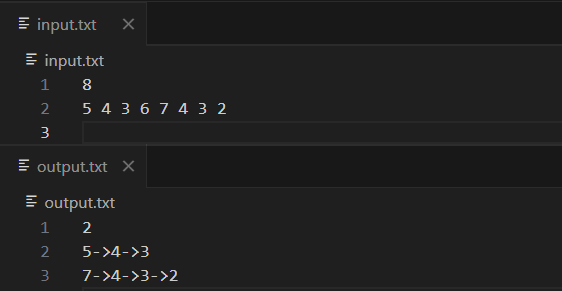 input.txt
input.txt
1 8
2 5 4 3 6 7 4 3 2
3
output.txt
output.txt
1 2
2 5->4->3
3 7->4->3->2